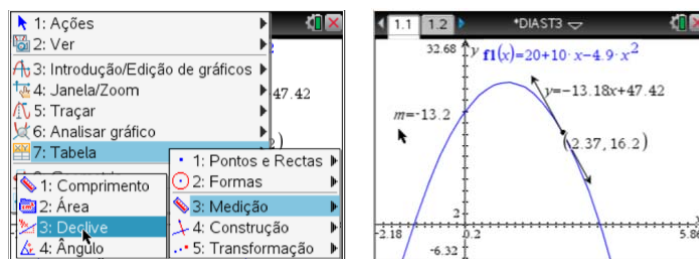 1: Ações
2: Ver
3: Introdução/Edição de gráficos
4: Janela/Zoom
5: Traçar
6: Analisar gráfico
7: Tabela
47.42
1: Pontos e Rectas
2: Formas
3: Medição
4: Construção
5: Transformação
1: Comprimento
2: Área
3: Declive
4: Ângulo
1.1 1.2 *DIAST3
32.68 y f1(x)=20+10·x-4.9·x²
y=-13.18x+47.42
m=-13.2
(2.37, 16.2)
2
-2.18 0.2 5.8
-6.32